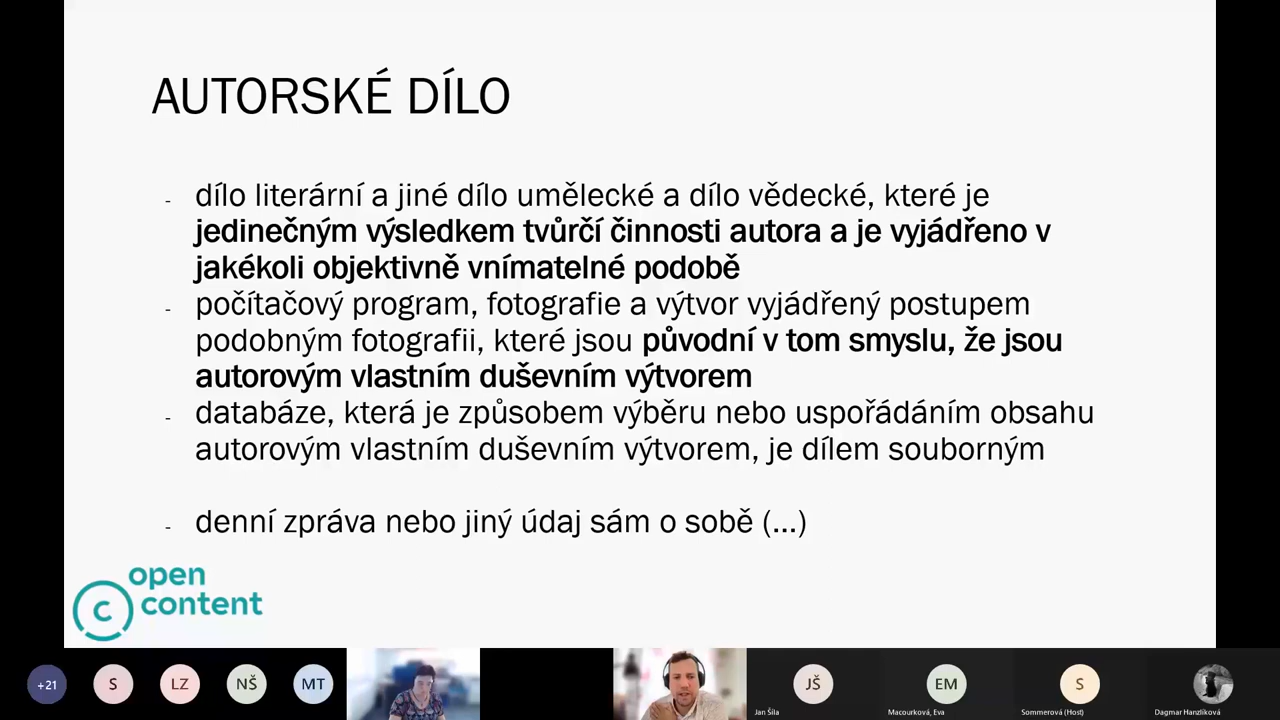 AUTORSKÉ DÍLO
- dílo literární a jiné dílo umělecké a dílo vědecké, které je
jedinečným výsledkem tvůrčí činnosti autora a je vyjádřeno v
jakékoli objektivně vnímatelné podobě
- počítačový program, fotografie a výtvor vyjádřený postupem
podobným fotografii, které jsou původní v tom smyslu, že jsou
autorovým vlastním duševním výtvorem
- databáze, která je způsobem výběru nebo uspořádáním obsahu
autorovým vlastním duševním výtvorem, je dílem souborným
- denní zpráva nebo jiný údaj sám o sobě (...)
open
c content
+21 S LZ NŠ MT JŠ EM S
Jan Šíla Macourková, Eva Sommerová (Host) Dagmar Hanzlíková